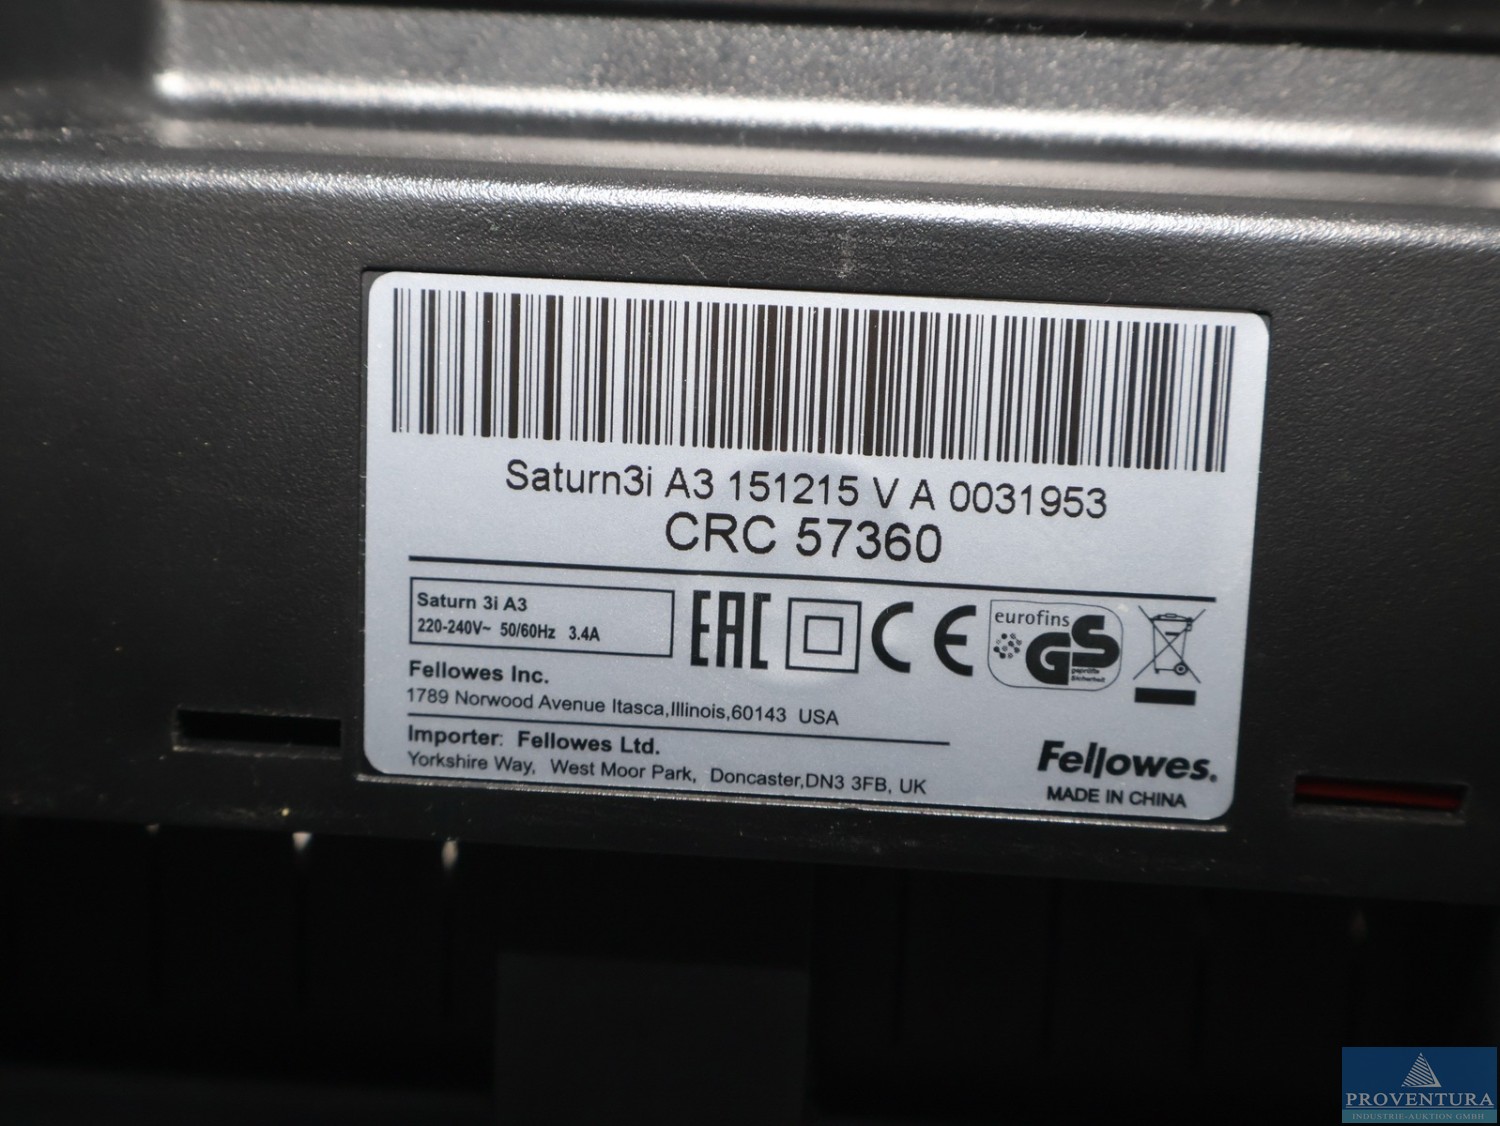 Saturn3i A3 151215 V A 0031953
CRC 57360
Saturn 3i A3
220-240V~ 50/60Hz 3.4A
EAC
CE
eurofins
GS
geprüfte
Sicherheit
Fellowes Inc.
1789 Norwood Avenue Itasca,Illinois,60143 USA
Importer: Fellowes Ltd.
Yorkshire Way, West Moor Park, Doncaster,DN3 3FB, UK
Fellowes.
MADE IN CHINA
PROVENTURA
INDUSTRIE-AUKTION GMBH